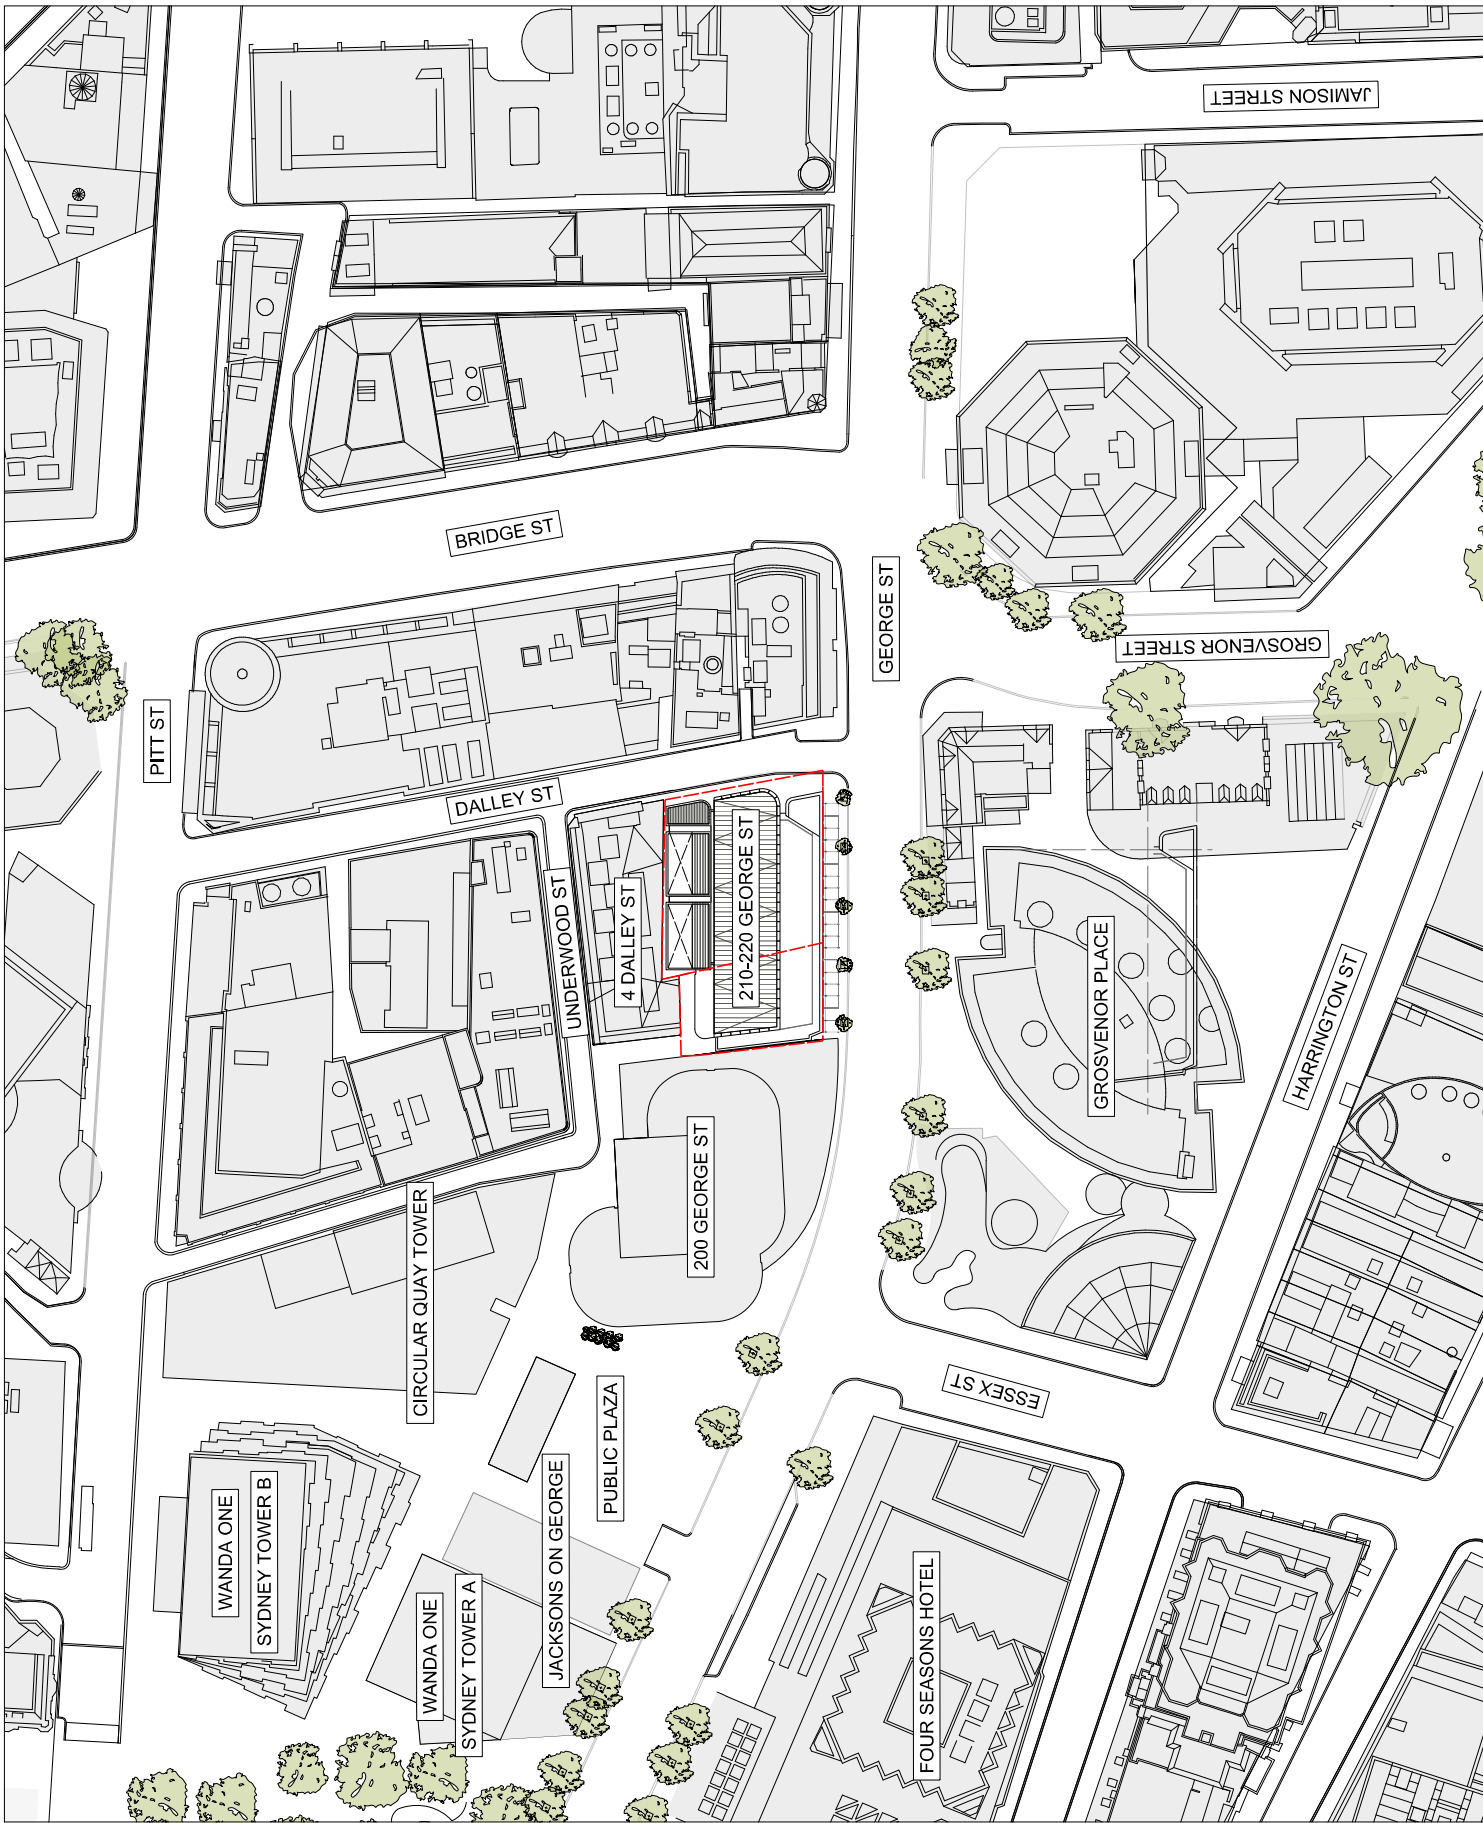 JAMISON STREET
BRIDGE ST
GEORGE ST
GROSVENOR STREET
PITT ST
DALLEY ST
UNDERWOOD ST
4 DALLEY ST
210-220 GEORGE ST
GROSVENOR PLACE
HARRINGTON ST
200 GEORGE ST
CIRCULAR QUAY TOWER
ESSEX ST
PUBLIC PLAZA
JACKSONS ON GEORGE
WANDA ONE
SYDNEY TOWER B
WANDA ONE
SYDNEY TOWER A
FOUR SEASONS HOTEL